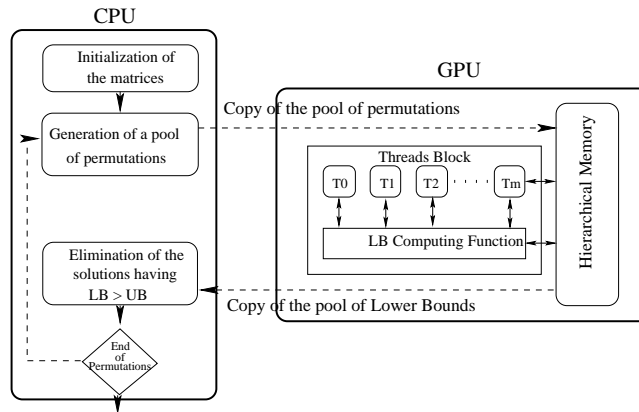 CPU
Initialization of
the matrices
Generation of a pool
of permutations
Elimination of the
solutions having
LB > UB
End
of
Permutations
Copy of the pool of permutations
Copy of the pool of Lower Bounds
GPU
Threads Block
T0 T1 T2 . . . . . Tm
LB Computing Function
Hierarchical Memory